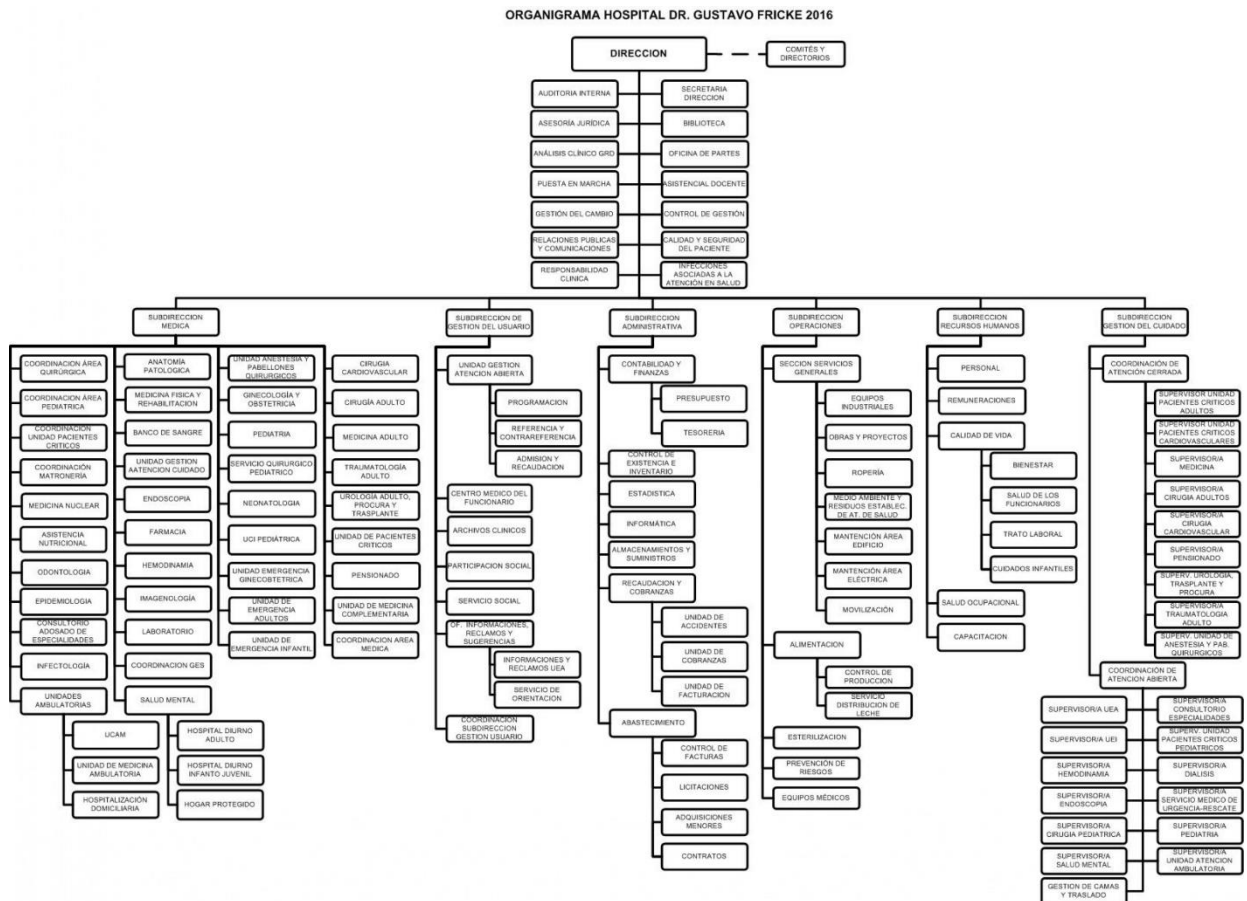 ORGANIGRAMA HOSPITAL DR. GUSTAVO FRICKE 2016
DIRECCION
COMITÉS Y
DIRECTORIOS
AUDITORIA INTERNA
SECRETARIA
DIRECCION
ASESORÍA JURÍDICA
BIBLIOTECA
ANÁLISIS CLÍNICO GRD
OFICINA DE PARTES
PUESTA EN MARCHA
ASISTENCIAL DOCENTE
GESTIÓN DEL CAMBIO
CONTROL DE GESTIÓN
RELACIONES PUBLICAS
Y COMUNICACIONES
CALIDAD Y SEGURIDAD
DEL PACIENTE
RESPONSABILIDAD
CLINICA
INFECCIONES
ASOCIADAS A LA
ATENCIÓN EN SALUD
SUBDIRECCION
MEDICA
COORDINACION ÁREA
QUIRÚRGICA
COORDINACION ÁREA
PEDIATRICA
COORDINACION
UNIDAD PACIENTES
CRITICOS
COORDINACIÓN
MATRONERÍA
MEDICINA NUCLEAR
ASISTENCIA
NUTRICIONAL
ODONTOLOGIA
EPIDEMIOLOGIA
CONSULTORIO
ADOSADO DE
ESPECIALIDADES
INFECTOLOGÍA
UNIDADES
AMBULATORIAS
UCAM
UNIDAD DE MEDICINA
AMBULATORIA
HOSPITALIZACIÓN
DOMICILIARIA
ANATOMÍA
PATOLOGICA
MEDICINA FISICA Y
REHABILITACION
BANCO DE SANGRE
UNIDAD GESTION
AATENCION CUIDADO
ENDOSCOPIA
FARMACIA
HEMODINAMIA
IMAGENOLOGÍA
LABORATORIO
COORDINACION GES
SALUD MENTAL
HOSPITAL DIURNO
ADULTO
HOSPITAL DIURNO
INFANTO JUVENIL
HOGAR PROTEGIDO
UNIDAD ANESTESIA Y
PABELLONES
QUIRURGICOS
GINECOLOGÍA Y
OBSTETRICIA
PEDIATRIA
SERVICIO QUIRURGICO
PEDIATRICO
NEONATOLOGIA
UCI PEDIÁTRICA
UNIDAD EMERGENCIA
GINECOBTETRICA
UNIDAD DE
EMERGENCIA
ADULTOS
UNIDAD DE
EMERGENCIA INFANTIL
CIRUGIA
CARDIOVASCULAR
CIRUGÍA ADULTO
MEDICINA ADULTO
TRAUMATOLOGÍA
ADULTO
UROLOGIA ADULTO,
PROCURA Y
TRASPLANTE
UNIDAD DE PACIENTES
CRITICOS
PENSIONADO
UNIDAD DE MEDICINA
COMPLEMENTARIA
COORDINACION AREA
MEDICA
SUBDIRECCION DE
GESTION DEL USUARIO
UNIDAD GESTION
ATENCION ABIERTA
PROGRAMACION
REFERENCIA Y
CONTRAREFERENCIA
ADMISION Y
RECAUDACION
CENTRO MEDICO DEL
FUNCIONARIO
ARCHIVOS CLINICOS
PARTICIPACION SOCIAL
SERVICIO SOCIAL
OF. INFORMACIONES,
RECLAMOS Y
SUGERENCIAS
INFORMACIONES Y
RECLAMOS UEA
SERVICIO DE
ORIENTACION
COORDINACION
SUBDIRECCION
GESTION USUARIO
SUBDIRECCION
ADMINISTRATIVA
CONTABILIDAD Y
FINANZAS
PRESUPUESTO
TESORERIA
CONTROL DE
EXISTENCIA E
INVENTARIO
ESTADISTICA
INFORMÁTICA
ALMACENAMIENTOS Y
SUMINISTROS
RECAUDACION Y
COBRANZAS
UNIDAD DE
ACCIDENTES
UNIDAD DE
COBRANZAS
UNIDAD DE
FACTURACION
ABASTECIMIENTO
CONTROL DE
FACTURAS
LICITACIONES
ADQUISICIONES
MENORES
CONTRATOS
SUBDIRECCION
OPERACIONES
SECCION SERVICIOS
GENERALES
EQUIPOS
INDUSTRIALES
OBRAS Y PROYECTOS
ROPERÍA
MEDIO AMBIENTE Y
RESIDUOS ESTABLEC.
DE AT. DE SALUD
MANTENCIÓN ÁREA
EDIFICIO
MANTENCIÓN ÁREA
ELÉCTRICA
MOVILIZACIÓN
ALIMENTACION
CONTROL DE
PRODUCCION
SERVICIO
DISTRIBUCION DE
LECHE
ESTERILIZACION
PREVENCIÓN DE
RIESGOS
EQUIPOS MÉDICOS
SUBDIRECCION
RECURSOS HUMANOS
PERSONAL
REMUNERACIONES
CALIDAD DE VIDA
BIENESTAR
SALUD DE LOS
FUNCIONARIOS
TRATO LABORAL
CUIDADOS INFANTILES
SALUD OCUPACIONAL
CAPACITACION
SUBDIRECCION
GESTION DEL CUIDADO
COORDINACIÓN DE
ATENCIÓN CERRADA
SUPERVISOR UNIDAD
PACIENTES CRITICOS
ADULTOS
SUPERVISOR UNIDAD
PACIENTES CRITICOS
CARDIOVASCULARES
SUPERVISOR/A
MEDICINA
SUPERVISOR/A
CIRUGIA ADULTOS
SUPERVISOR/A
CIRUGIA
CARDIOVASCULAR
SUPERVISOR/A
PENSIONADO
SUPERV. UROLOGÍA,
TRASPLANTE Y
PROCURA
SUPERVISOR/A
TRAUMATOLOGIA
ADULTO
SUPERV. UNIDAD DE
ANESTESIA Y PAB.
QUIRURGICOS
COORDINACIÓN DE
ATENCION ABIERTA
SUPERVISOR/A UEA
SUPERVISOR/A
CONSULTORIO
ESPECIALIDADES
SUPERVISOR/A UEI
SUPERV. UNIDAD
PACIENTES CRITICOS
PEDIATRICOS
SUPERVISOR/A
HEMODINAMIA
SUPERVISOR/A
DIALISIS
SUPERVISOR/A
ENDOSCOPIA
SUPERVISOR/A
SERVICIO MEDICO DE
URGENCIA-RESCATE
SUPERVISOR/A
CIRUGIA PEDIATRICA
SUPERVISOR/A
PEDIATRIA
SUPERVISOR/A
SALUD MENTAL
SUPERVISOR/A
UNIDAD ATENCION
AMBULATORIA
GESTION DE CAMAS
Y TRASLADO